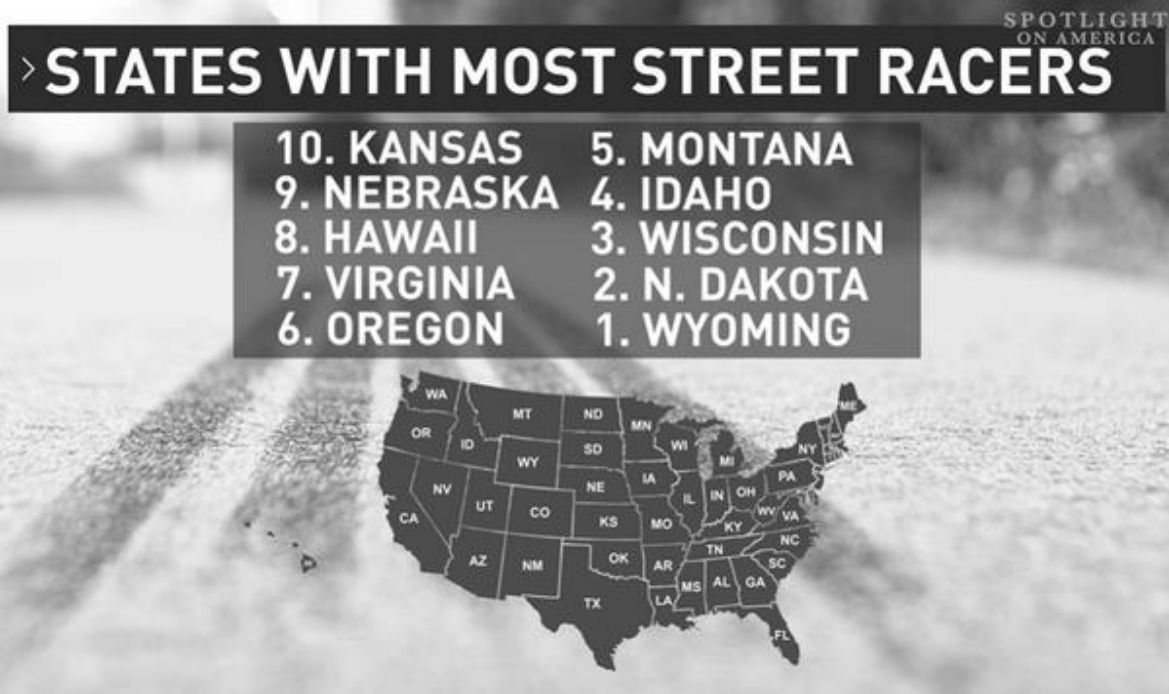 SPOTLIGHT
ON AMERICA
> STATES WITH MOST STREET RACERS
10. KANSAS
9. NEBRASKA
8. HAWAII
7. VIRGINIA
6. OREGON
5. MONTANA
4. IDAHO
3. WISCONSIN
2. N. DAKOTA
1. WYOMING
WA
MT
ND
MN
ME
OR
ID
WY
SD
WI
MI
NY
NV
UT
CO
NE
IA
IL
IN
OH
PA
CA
KS
MO
KY
WV
VA
AZ
NM
OK
AR
TN
NC
SC
TX
LA
MS
AL
GA
FL